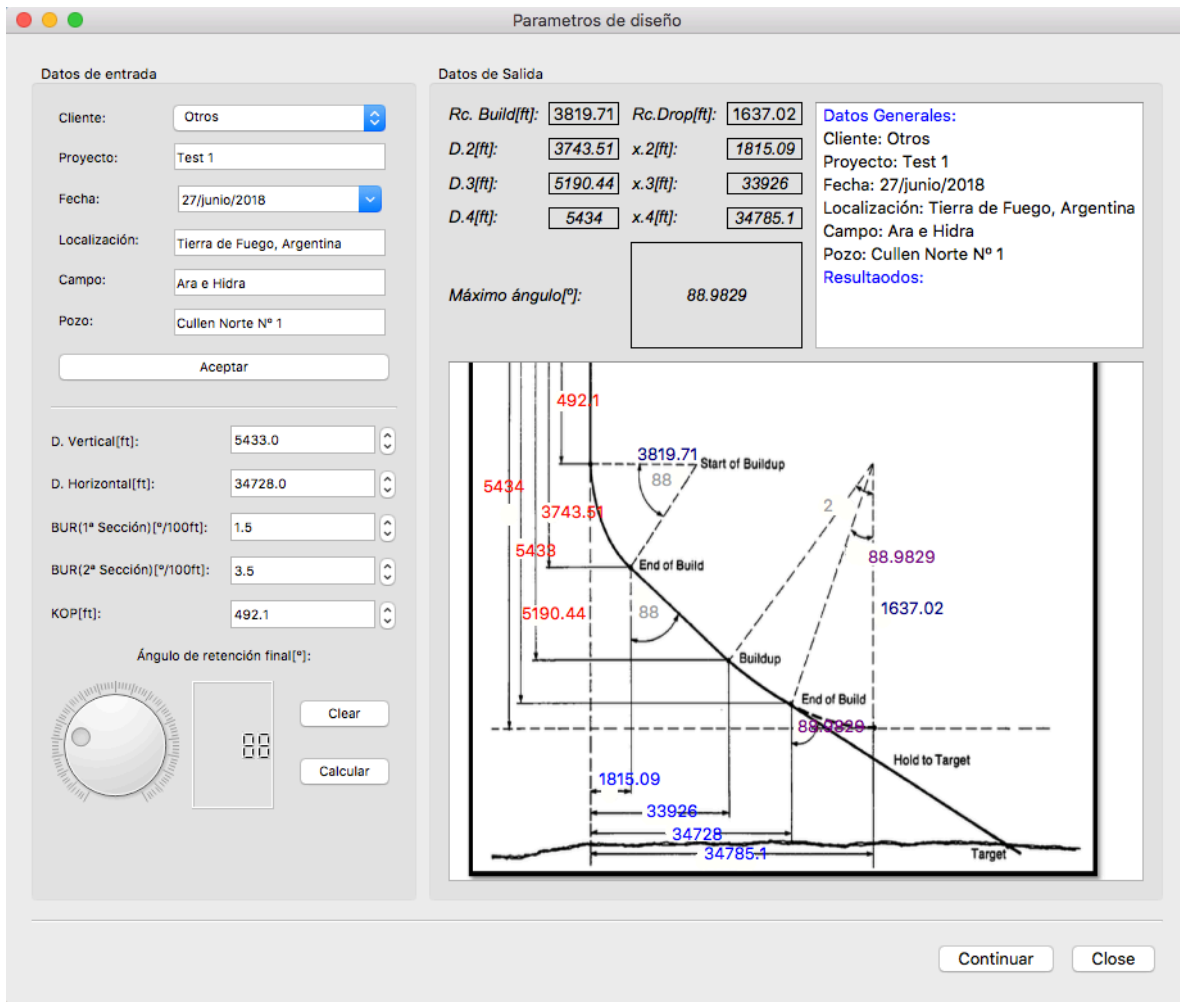 Parametros de diseño
Datos de entrada
Cliente: Otros
Proyecto: Test 1
Fecha: 27/junio/2018
Localización: Tierra de Fuego, Argentina
Campo: Ara e Hidra
Pozo: Cullen Norte Nº 1
Aceptar
D. Vertical[ft]: 5433.0
D. Horizontal[ft]: 34728.0
BUR(1ª Sección)[º/100ft]: 1.5
BUR(2ª Sección)[º/100ft]: 3.5
KOP[ft]: 492.1
Ángulo de retención final[º]:
88
Clear
Calcular
Datos de Salida
Rc. Build[ft]: 3819.71 Rc.Drop[ft]: 1637.02
D.2[ft]: 3743.51 x.2[ft]: 1815.09
D.3[ft]: 5190.44 x.3[ft]: 33926
D.4[ft]: 5434 x.4[ft]: 34785.1
Máximo ángulo[º]: 88.9829
Datos Generales:
Cliente: Otros
Proyecto: Test 1
Fecha: 27/junio/2018
Localización: Tierra de Fuego, Argentina
Campo: Ara e Hidra
Pozo: Cullen Norte Nº 1
Resultaodos:
492.1
3819.71
Start of Buildup
88
5434
2
3743.51
5433
88.9829
End of Build
5190.44
88
1637.02
Buildup
End of Build
88.9829
Hold to Target
1815.09
33926
34728
34785.1
Target
Continuar
Close